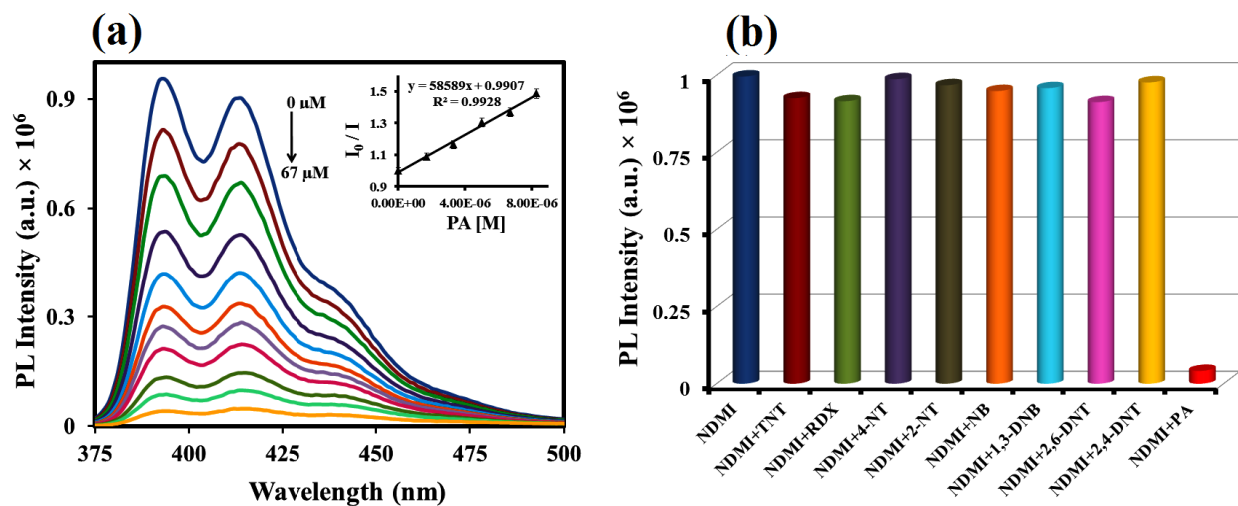 (a)
PL Intensity (a.u.) × 10⁶
0.9
0.6
0.3
0
375
400
425
450
475
500
Wavelength (nm)
0 μM
67 μM
y = 58589x + 0.9907
R² = 0.9928
I₀ / I
1.5
1.3
1.1
0.9
0.00E+00
4.00E-06
8.00E-06
PA [M]
(b)
PL Intensity (a.u.) × 10⁶
1
0.75
0.5
0.25
0
NDMI
NDMI+TNT
NDMI+RDX
NDMI+4-NT
NDMI+2-NT
NDMI+NB
NDMI+1,3-DNB
NDMI+2,6-DNT
NDMI+2,4-DNT
NDMI+PA